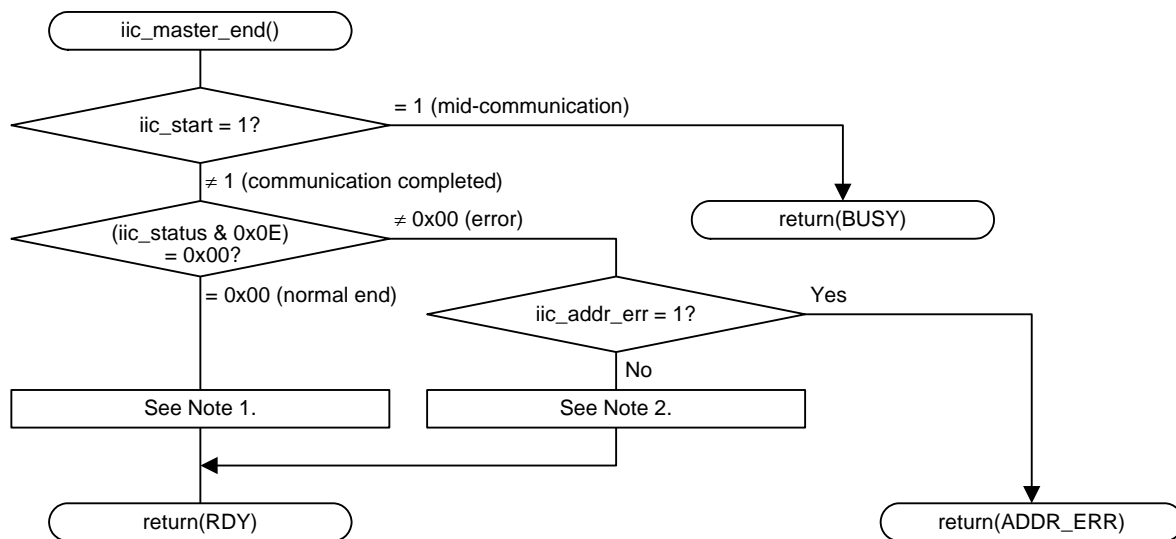 iic_master_end()
= 1 (mid-communication)
iic_start = 1?
≠ 1 (communication completed)
≠ 0x00 (error)
return(BUSY)
(iic_status & 0x0E)
= 0x00?
= 0x00 (normal end)
Yes
iic_addr_err = 1?
No
See Note 1.
See Note 2.
return(RDY)
return(ADDR_ERR)